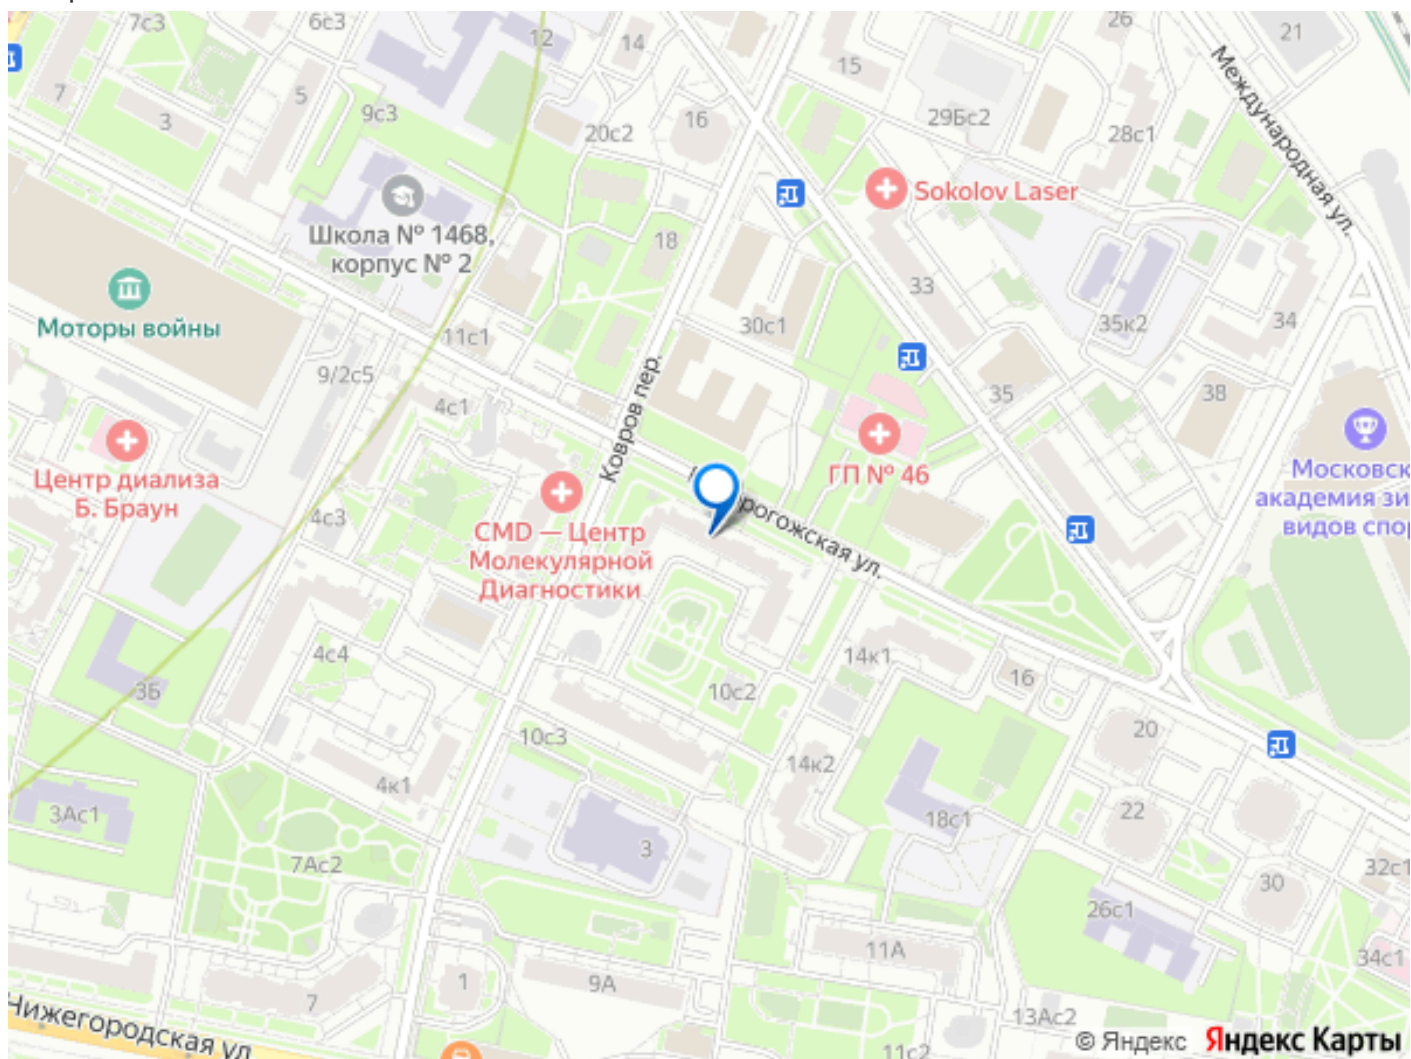 7с3
6с3
12
14
26
21
15
7
5
3
9с3
20с2
16
29Бс2
28с1
Международная ул.
Sokolov Laser
Школа № 1468,
корпус № 2
18
33
Моторы войны
11с1
30с1
35к2
34
9/2с5
Ковров пер.
4с1
35
38
Центр диализа
Б. Браун
ГП № 46
Московск
академия зи
видов спор
4с3
CMD — Центр
Молекулярной
Диагностики
рогожская ул.
4с4
14к1
3Б
10с2
16
20
10с3
14к2
4к1
3Ас1
18с1
22
7Ас2
3
30
32с1
26с1
11А
34с1
7
1
9А
Нижегородская ул.
13Ас2
11с2
© Яндекс Яндекс Карты